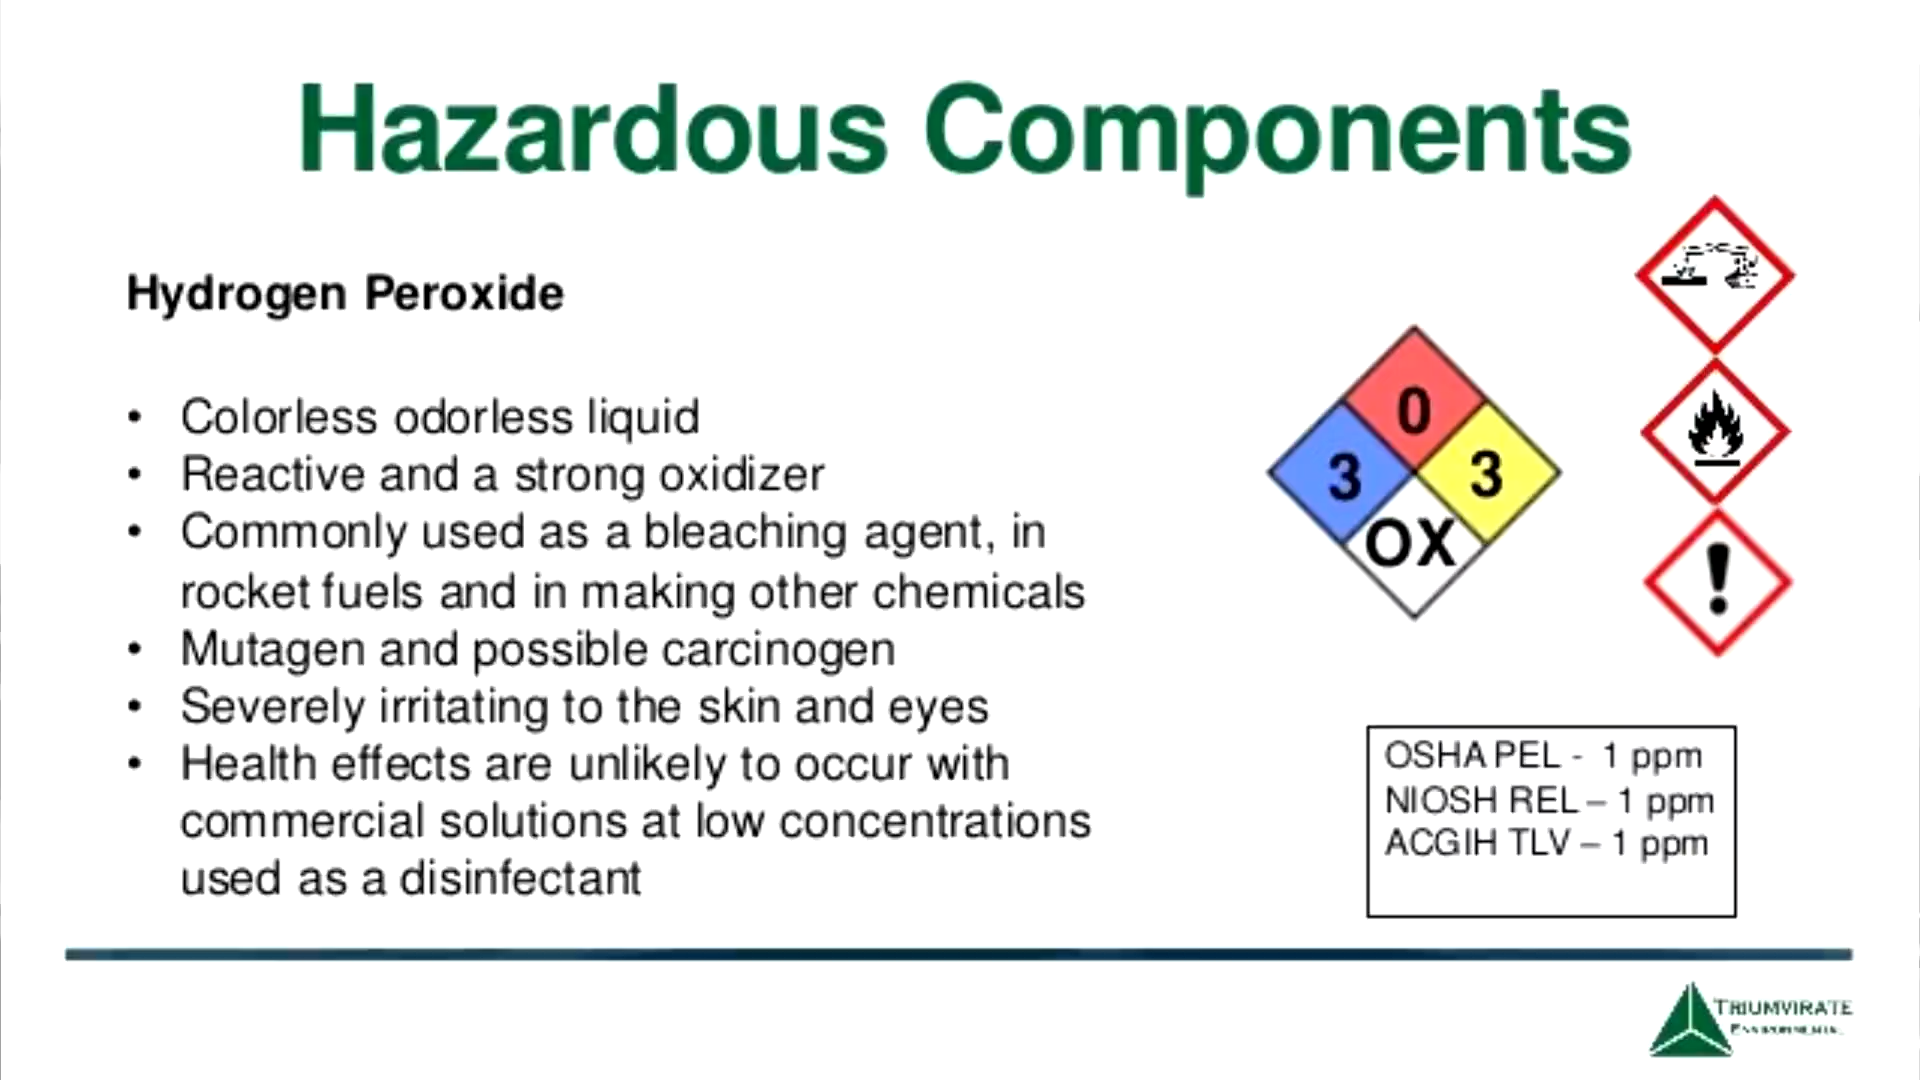 Hazardous Components
Hydrogen Peroxide
• Colorless odorless liquid
• Reactive and a strong oxidizer
• Commonly used as a bleaching agent, in
rocket fuels and in making other chemicals
• Mutagen and possible carcinogen
• Severely irritating to the skin and eyes
• Health effects are unlikely to occur with
commercial solutions at low concentrations
used as a disinfectant
0
3
3
OX
!
OSHA PEL - 1 ppm
NIOSH REL – 1 ppm
ACGIH TLV – 1 ppm
TRIUMVIRATE
ENVIRONMENTAL